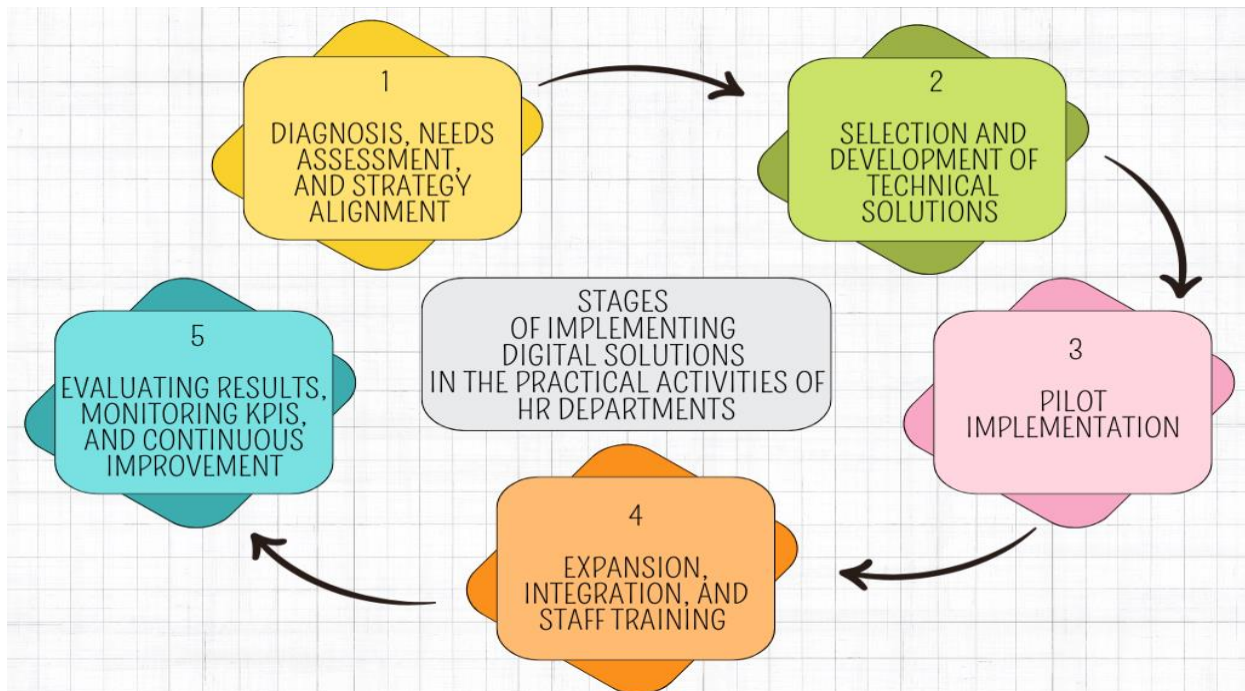 1
DIAGNOSIS, NEEDS
ASSESSMENT,
AND STRATEGY
ALIGNMENT
2
SELECTION AND
DEVELOPMENT OF
TECHNICAL
SOLUTIONS
STAGES
OF IMPLEMENTING
DIGITAL SOLUTIONS
IN THE PRACTICAL ACTIVITIES OF
HR DEPARTMENTS
3
PILOT
IMPLEMENTATION
4
EXPANSION,
INTEGRATION, AND
STAFF TRAINING
5
EVALUATING RESULTS,
MONITORING KPIS,
AND CONTINUOUS
IMPROVEMENT